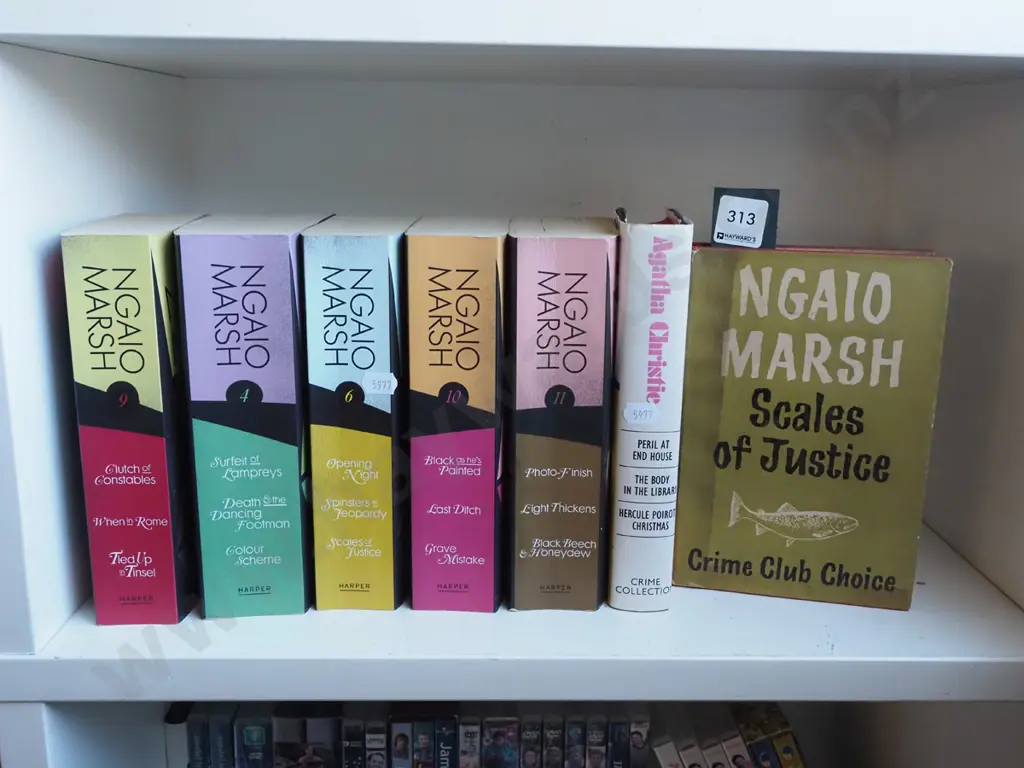 NGAIO
MARSH
9
Clutch of
Constables
When in Rome
Tied Up
in Tinsel
HARPER
NGAIO
MARSH
4
Surfeit of
Lampreys
Death & the
Dancing
Footman
Colour
Scheme
HARPER
NGAIO
MARSH
5977
6
Opening
Night
Spinsters in
Jeopardy
Scales of
Justice
HARPER
NGAIO
MARSH
10
Black as he's
Painted
Last Ditch
Grave
Mistake
HARPER
NGAIO
MARSH
11
Photo-Finish
Light Thickens
Black Beech
& Honeydew
HARPER
Agatha Christie
5977
PERIL AT
END HOUSE
THE BODY
IN THE LIBRARY
HERCULE POIROT'S
CHRISTMAS
CRIME
COLLECTION
313
HAYWARD'S
NGAIO
MARSH
Scales
of Justice
Crime Club Choice